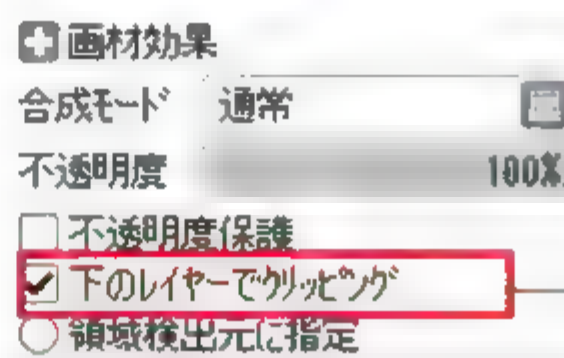 画材効果
合成モード 通常
不透明度 100%
不透明度保護
下のレイヤーでクリッピング
領域検出元に指定